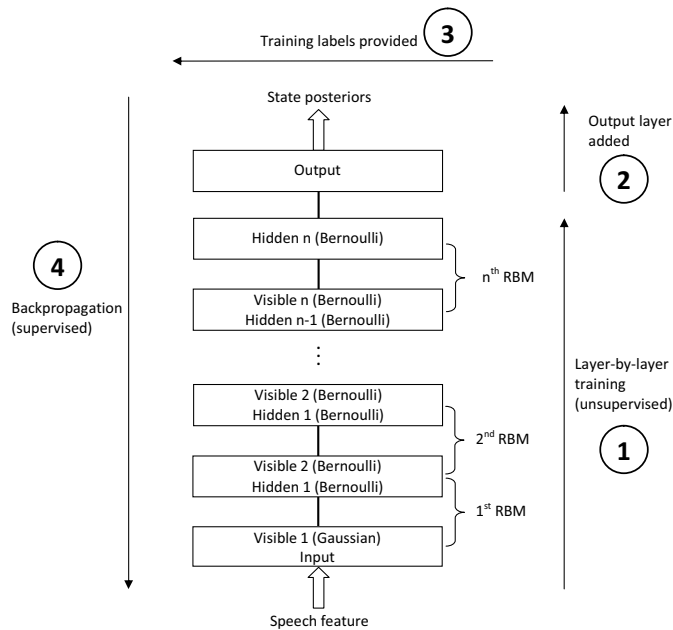 Training labels provided
3
State posteriors
Output layer
added
2
Output
Hidden n (Bernoulli)
nth RBM
Visible n (Bernoulli)
Hidden n-1 (Bernoulli)
4
Backpropagation
(supervised)
⋮
Layer-by-layer
training
(unsupervised)
1
Visible 2 (Bernoulli)
Hidden 1 (Bernoulli)
2nd RBM
Visible 2 (Bernoulli)
Hidden 1 (Bernoulli)
1st RBM
Visible 1 (Gaussian)
Input
Speech feature